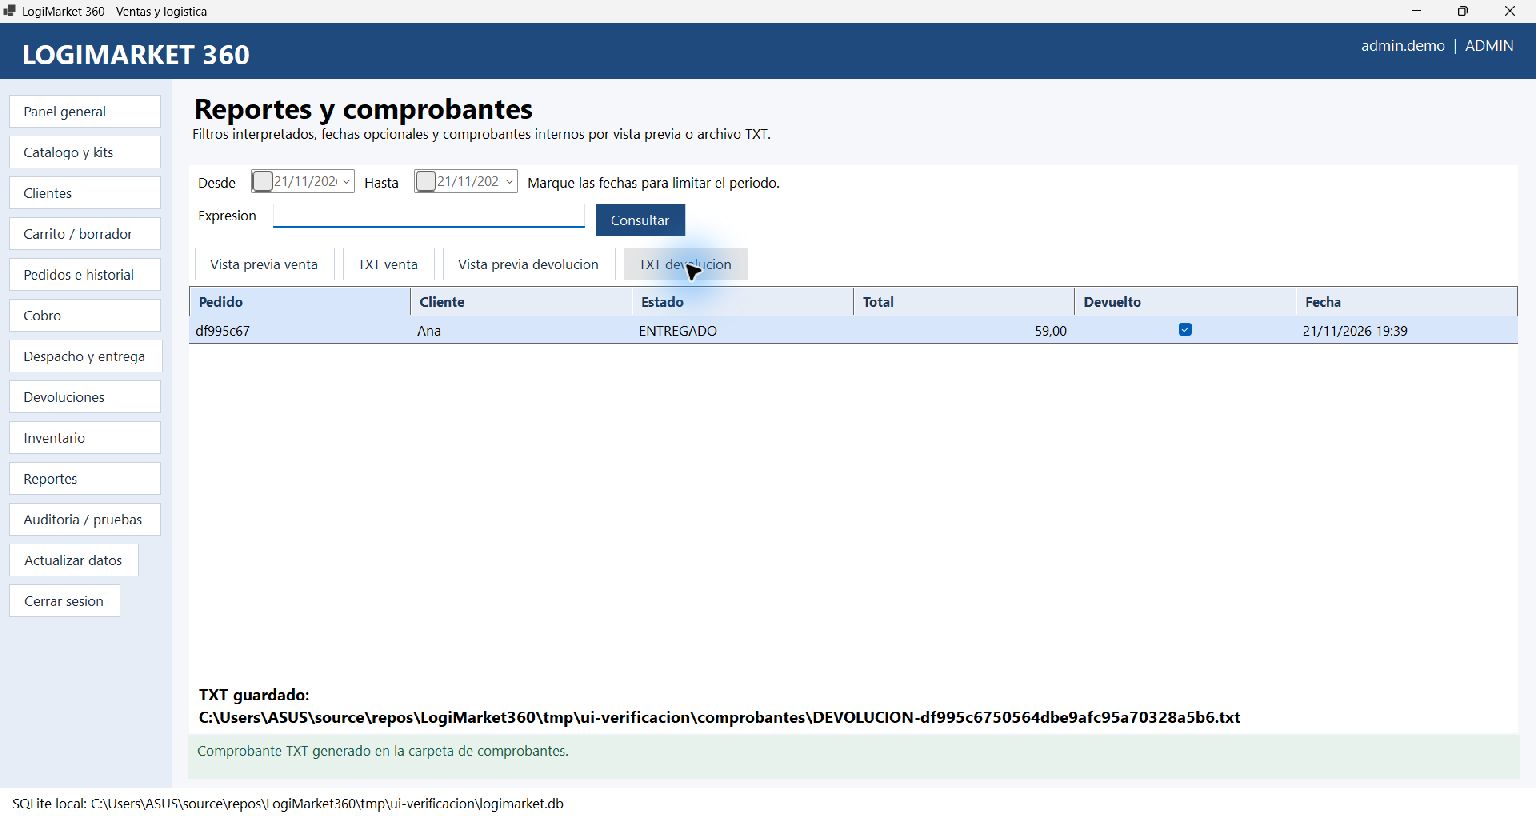 LogiMarket 360 - Ventas y logistica
LOGIMARKET 360
admin.demo | ADMIN
Panel general
Catalogo y kits
Clientes
Carrito / borrador
Pedidos e historial
Cobro
Despacho y entrega
Devoluciones
Inventario
Reportes
Auditoria / pruebas
Actualizar datos
Cerrar sesion
Reportes y comprobantes
Filtros interpretados, fechas opcionales y comprobantes internos por vista previa o archivo TXT.
Desde 21/11/202 Hasta 21/11/202 Marque las fechas para limitar el periodo.
Expresion Consultar
Vista previa venta TXT venta Vista previa devolucion TXT devolucion
Pedido Cliente Estado Total Devuelto Fecha
df995c67 Ana ENTREGADO 59,00 21/11/2026 19:39
TXT guardado:
C:\Users\ASUS\source\repos\LogiMarket360\tmp\ui-verificacion\comprobantes\DEVOLUCION-df995c6750564dbe9afc95a70328a5b6.txt
Comprobante TXT generado en la carpeta de comprobantes.
SQLite local: C:\Users\ASUS\source\repos\LogiMarket360\tmp\ui-verificacion\logimarket.db